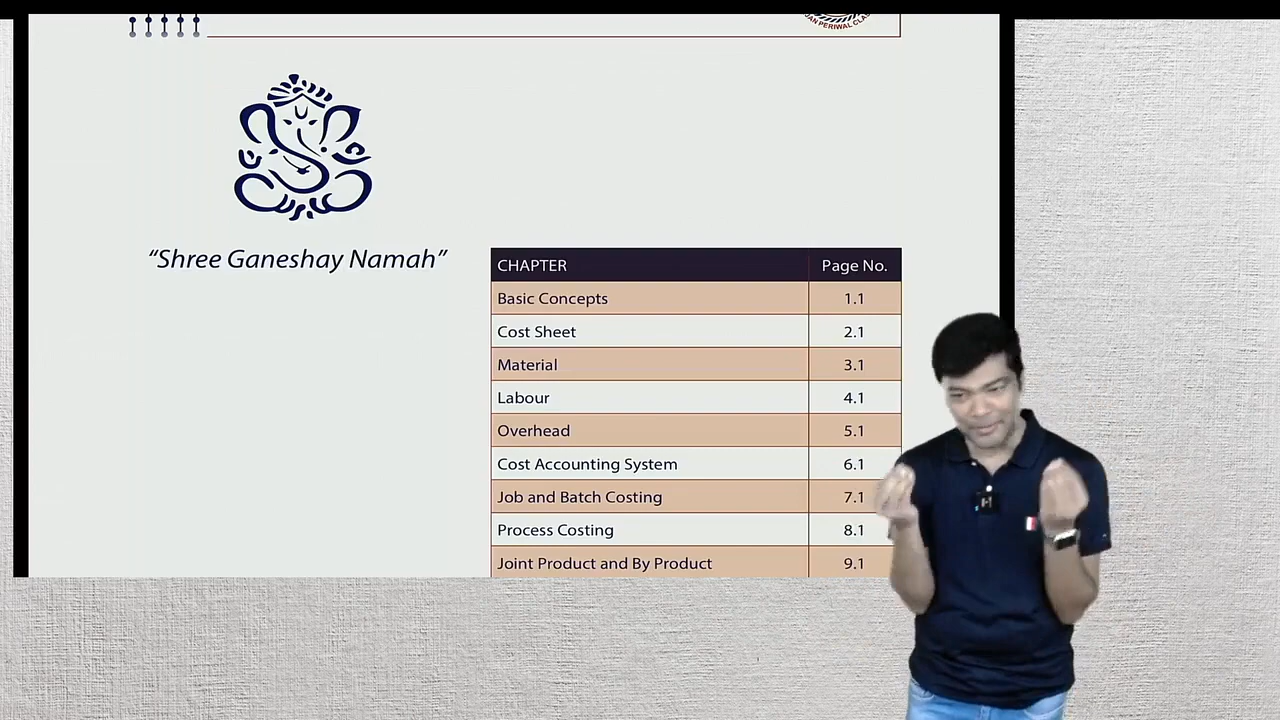 PERIWAL
“Shree Ganeshay Namah”
CHAPTER Page No.
Basic Concepts 1.1
Cost Sheet 2.1
Material 3.1
Labour 4.1
Overhead 5.1
Cost Accounting System 6.1
Job and Batch Costing 7.1
Process Costing 8.1
Joint Product and By Product 9.1